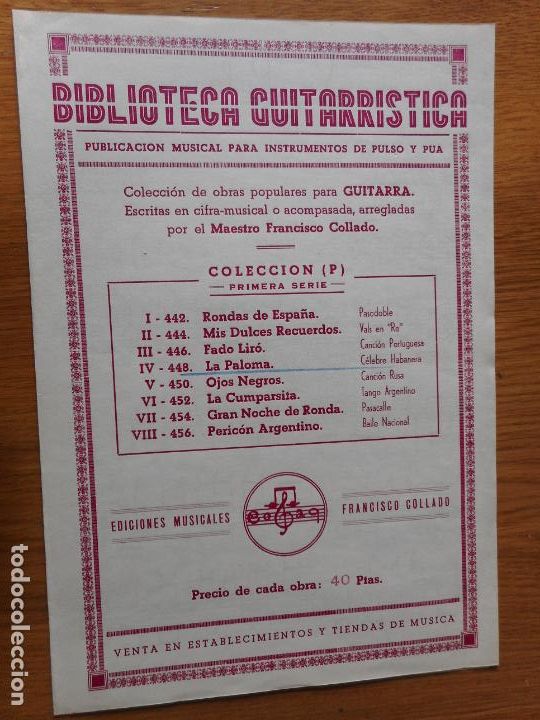 BIBLIOTECA GUITARRISTICA
PUBLICACION MUSICAL PARA INSTRUMENTOS DE PULSO Y PUA
Colección de obras populares para GUITARRA.
Escritas en cifra-musical o acompasada, arregladas
por el Maestro Francisco Collado.
COLECCION (P)
PRIMERA SERIE
I - 442. Rondas de España. Pasodoble
II - 444. Mis Dulces Recuerdos. Vals en "Re"
III - 446. Fado Liró. Canción Portuguesa
IV - 448. La Paloma. Célebre Habanera
V - 450. Ojos Negros. Canción Rusa
VI - 452. La Cumparsita. Tango Argentino
VII - 454. Gran Noche de Ronda. Pasacalle
VIII - 456. Pericón Argentino. Baile Nacional
EDICIONES MUSICALES FRANCISCO COLLADO
Precio de cada obra: 40 Ptas.
VENTA EN ESTABLECIMIENTOS Y TIENDAS DE MUSICA
todocoleccion